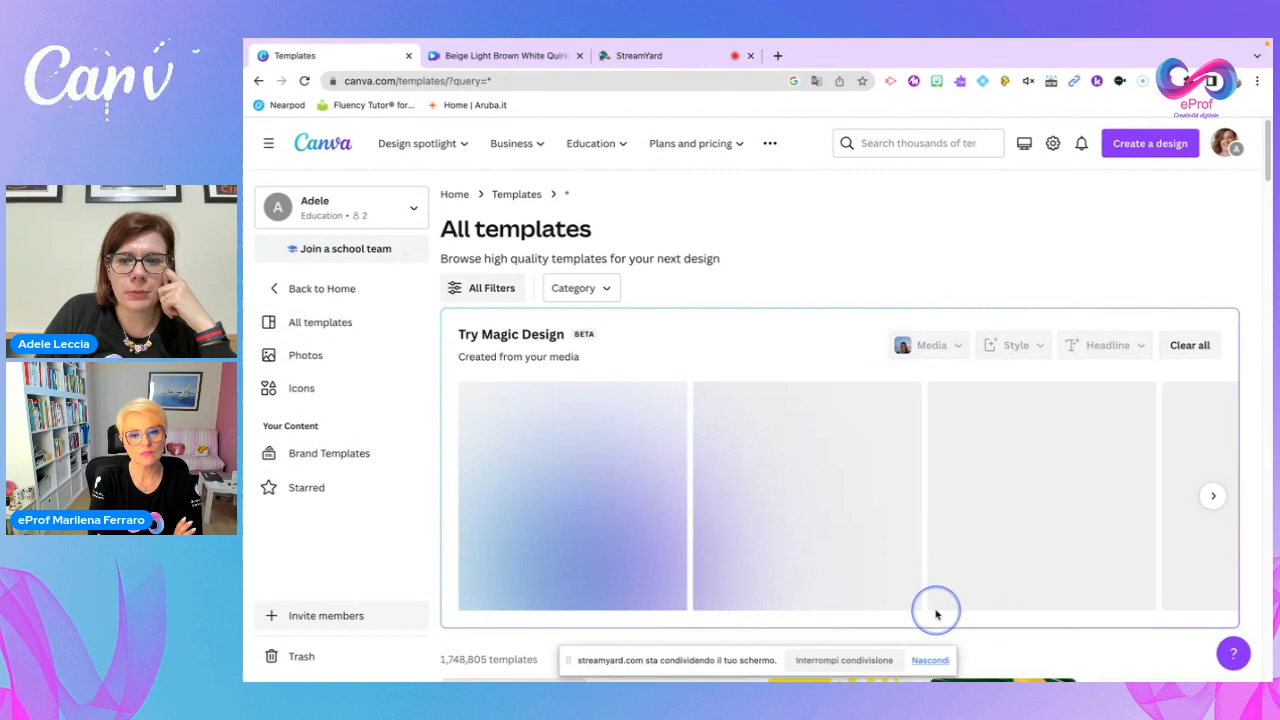 Canv
Adele Leccia
eProf Marilena Ferraro
eProf
Creatività digitale
Templates
Beige Light Brown White Quirk
StreamYard
canva.com/templates/?query=*
Nearpod
Fluency Tutor® for...
Home | Aruba.it
Canva
Design spotlight
Business
Education
Plans and pricing
Search thousands of ter
Create a design
A
A
Adele
Education • 2
Join a school team
Back to Home
All templates
Photos
Icons
Your Content
Brand Templates
Starred
Invite members
Trash
Home > Templates > *
All templates
Browse high quality templates for your next design
All Filters
Category
Try Magic Design BETA
Created from your media
Media
Style
Headline
Clear all
1,748,805 templates
streamyard.com sta condividendo il tuo schermo.
Interrompi condivisione
Nascondi
?